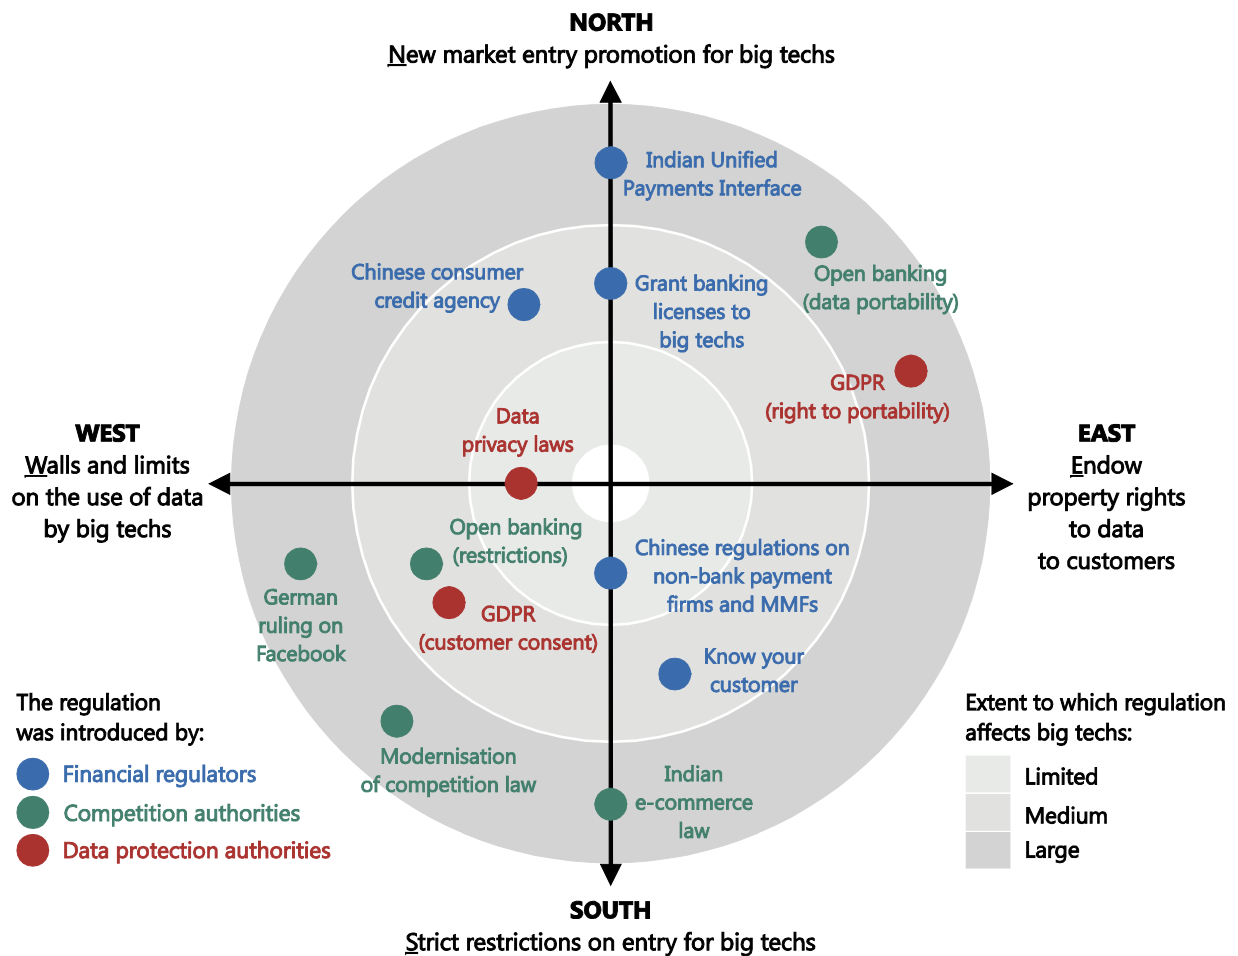 NORTH
New market entry promotion for big techs
Indian Unified
Payments Interface
Chinese consumer
credit agency
Grant banking
licenses to
big techs
Open banking
(data portability)
GDPR
(right to portability)
Data
privacy laws
WEST
Walls and limits
on the use of data
by big techs
EAST
Endow
property rights
to data
to customers
Open banking
(restrictions)
Chinese regulations on
non-bank payment
firms and MMFs
German
ruling on
Facebook
GDPR
(customer consent)
Know your
customer
Modernisation
of competition law
Indian
e-commerce
law
The regulation
was introduced by:
Financial regulators
Competition authorities
Data protection authorities
Extent to which regulation
affects big techs:
Limited
Medium
Large
SOUTH
Strict restrictions on entry for big techs